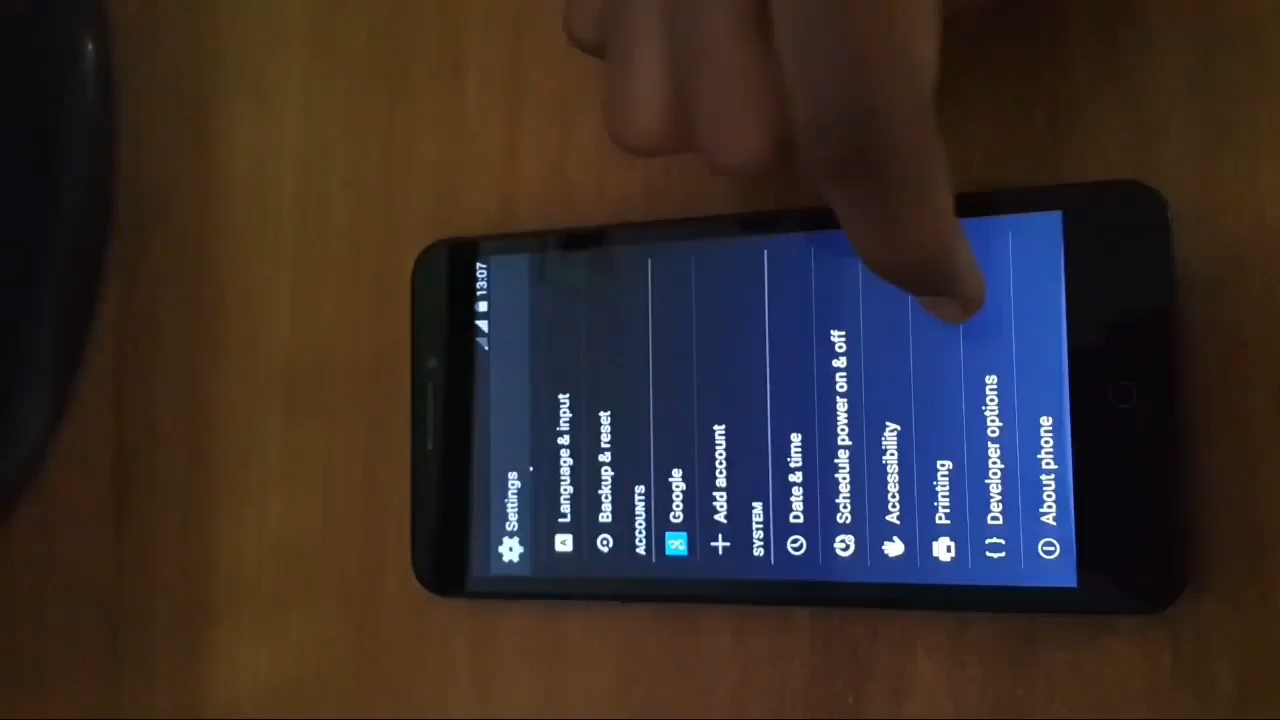 13:07
Settings
Language & input
Backup & reset
ACCOUNTS
Google
Add account
SYSTEM
Date & time
Schedule power on & off
Accessibility
Printing
{ } Developer options
About phone